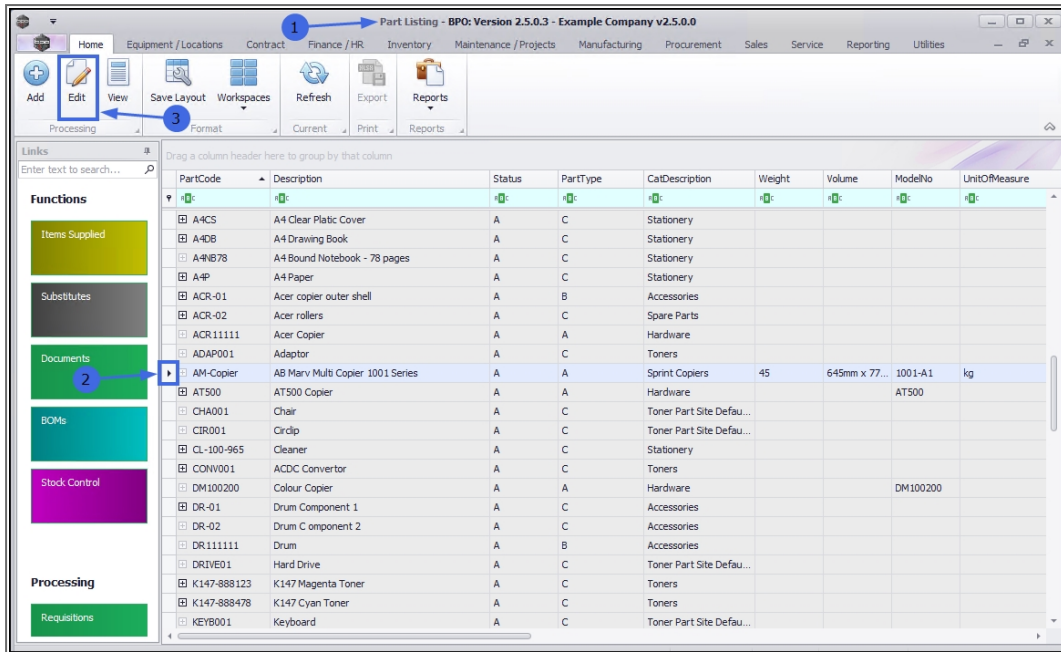 1
Part Listing - BPO: Version 2.5.0.3 - Example Company v2.5.0.0
Home Equipment / Locations Contract Finance / HR Inventory Maintenance / Projects Manufacturing Procurement Sales Service Reporting Utilities
Add Edit View Save Layout Workspaces Refresh Export Reports
3
Processing Format Current Print Reports
Links
Drag a column header here to group by that column
Enter text to search...
PartCode Description Status PartType CatDescription Weight Volume ModelNo UnitOfMeasure
Functions
A4CS A4 Clear Platic Cover A C Stationery
Items Supplied
A4DB A4 Drawing Book A C Stationery
A4NB78 A4 Bound Notebook - 78 pages A C Stationery
A4P A4 Paper A C Stationery
Substitutes
ACR-01 Acer copier outer shell A B Accessories
ACR-02 Acer rollers A C Spare Parts
ACR11111 Acer Copier A A Hardware
Documents
ADAP001 Adaptor A C Toners
2
AM-Copier AB Marv Multi Copier 1001 Series A A Sprint Copiers 45 645mm x 77... 1001-A1 kg
AT500 AT500 Copier A A Hardware AT500
CHA001 Chair A C Toner Part Site Defau...
BOMs
CIR001 Circlip A C Toner Part Site Defau...
CL-100-965 Cleaner A C Stationery
CONV001 ACDC Convertor A C Toners
Stock Control
DM100200 Colour Copier A A Hardware DM100200
DR-01 Drum Component 1 A C Accessories
DR-02 Drum C omponent 2 A C Accessories
DR111111 Drum A B Accessories
DRIVE01 Hard Drive A C Toner Part Site Defau...
Processing
K147-888123 K147 Magenta Toner A C Toners
K147-888478 K147 Cyan Toner A C Toners
Requisitions
KEYB001 Keyboard A C Toner Part Site Defau...